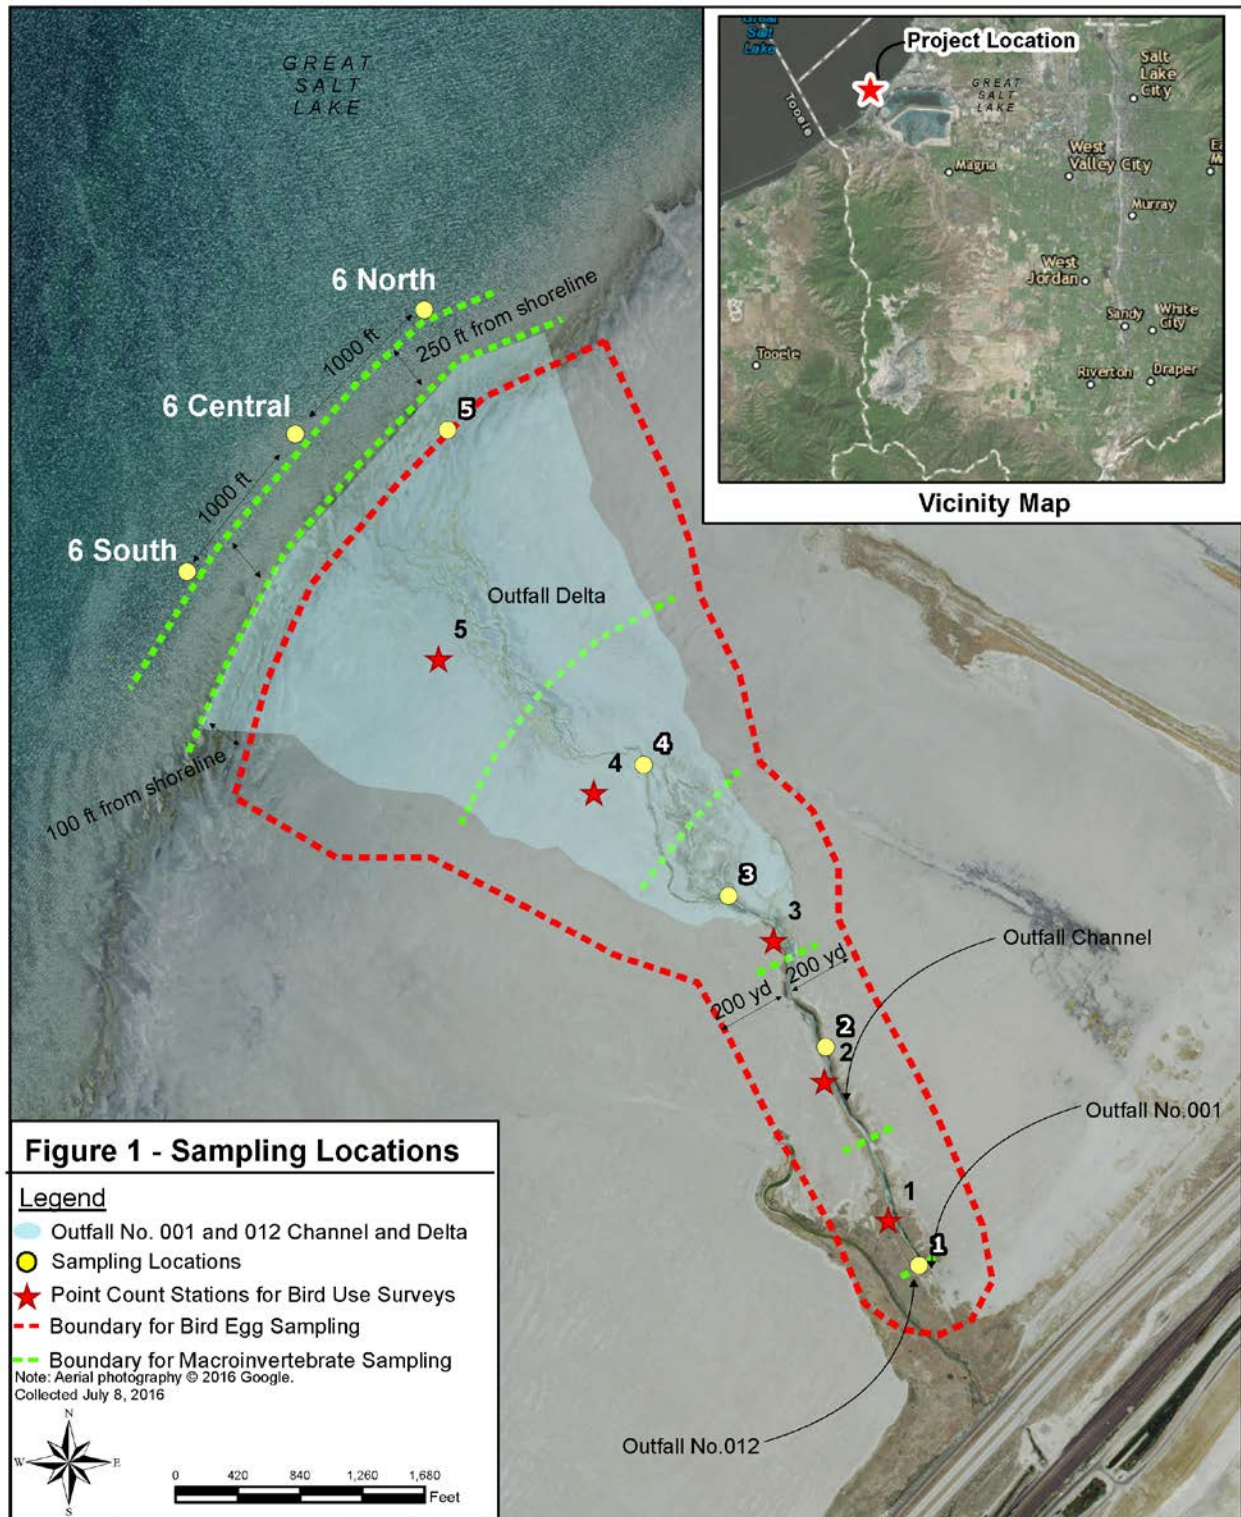 GREAT
SALT
LAKE
Great
Salt
Lake
Project Location
GREAT
SALT
LAKE
Salt
Lake
City
Tooele
Magna
West
Valley City
Murray
West
Jordan
Sandy
White
City
Tooele
Riverton
Draper
Vicinity Map
6 North
1000 ft
250 ft from shoreline
6 Central
5
1000 ft
6 South
Outfall Delta
5
4
4
100 ft from shoreline
3
3
Outfall Channel
200 yd
200 yd
2
2
Outfall No.001
1
1
Outfall No.012
Figure 1 - Sampling Locations
Legend
Outfall No. 001 and 012 Channel and Delta
Sampling Locations
Point Count Stations for Bird Use Surveys
Boundary for Bird Egg Sampling
Boundary for Macroinvertebrate Sampling
Note: Aerial photography © 2016 Google.
Collected July 8, 2016
N
W
E
S
0 420 840 1,260 1,680
Feet